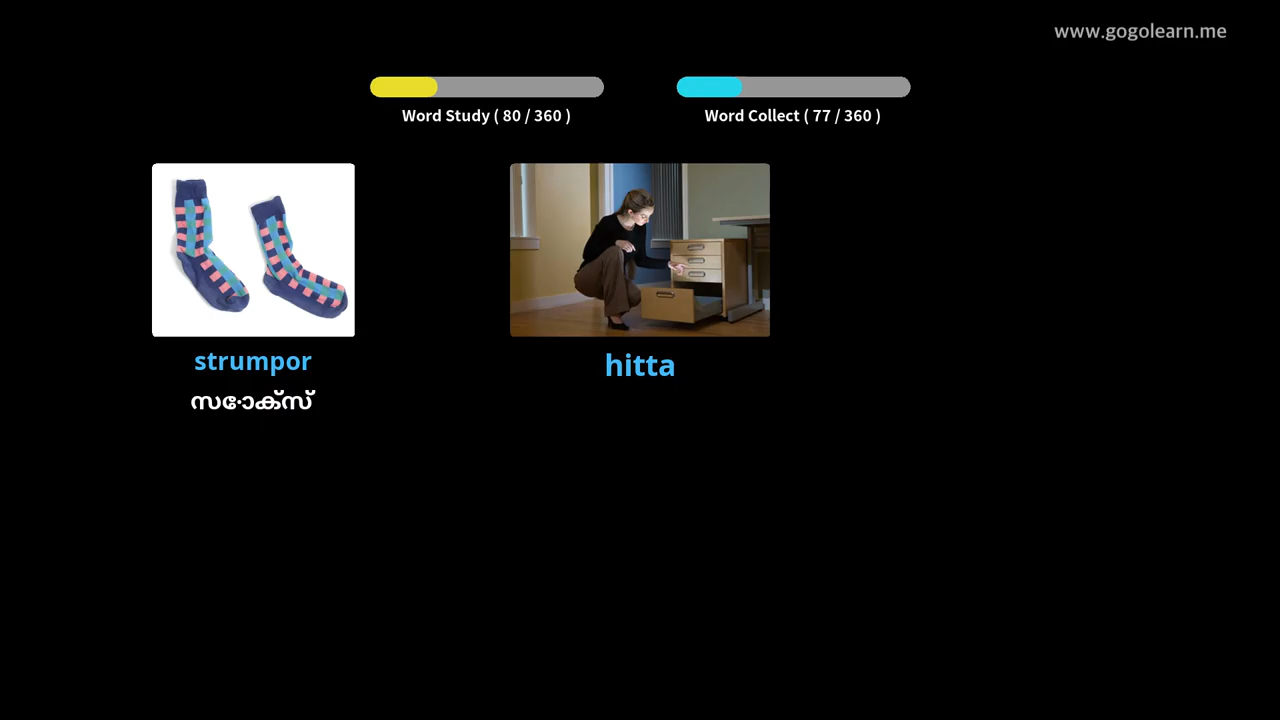 www.gogolearn.me
Word Study ( 80 / 360 )
Word Collect ( 77 / 360 )
strumpor
hitta
സോക്സ്